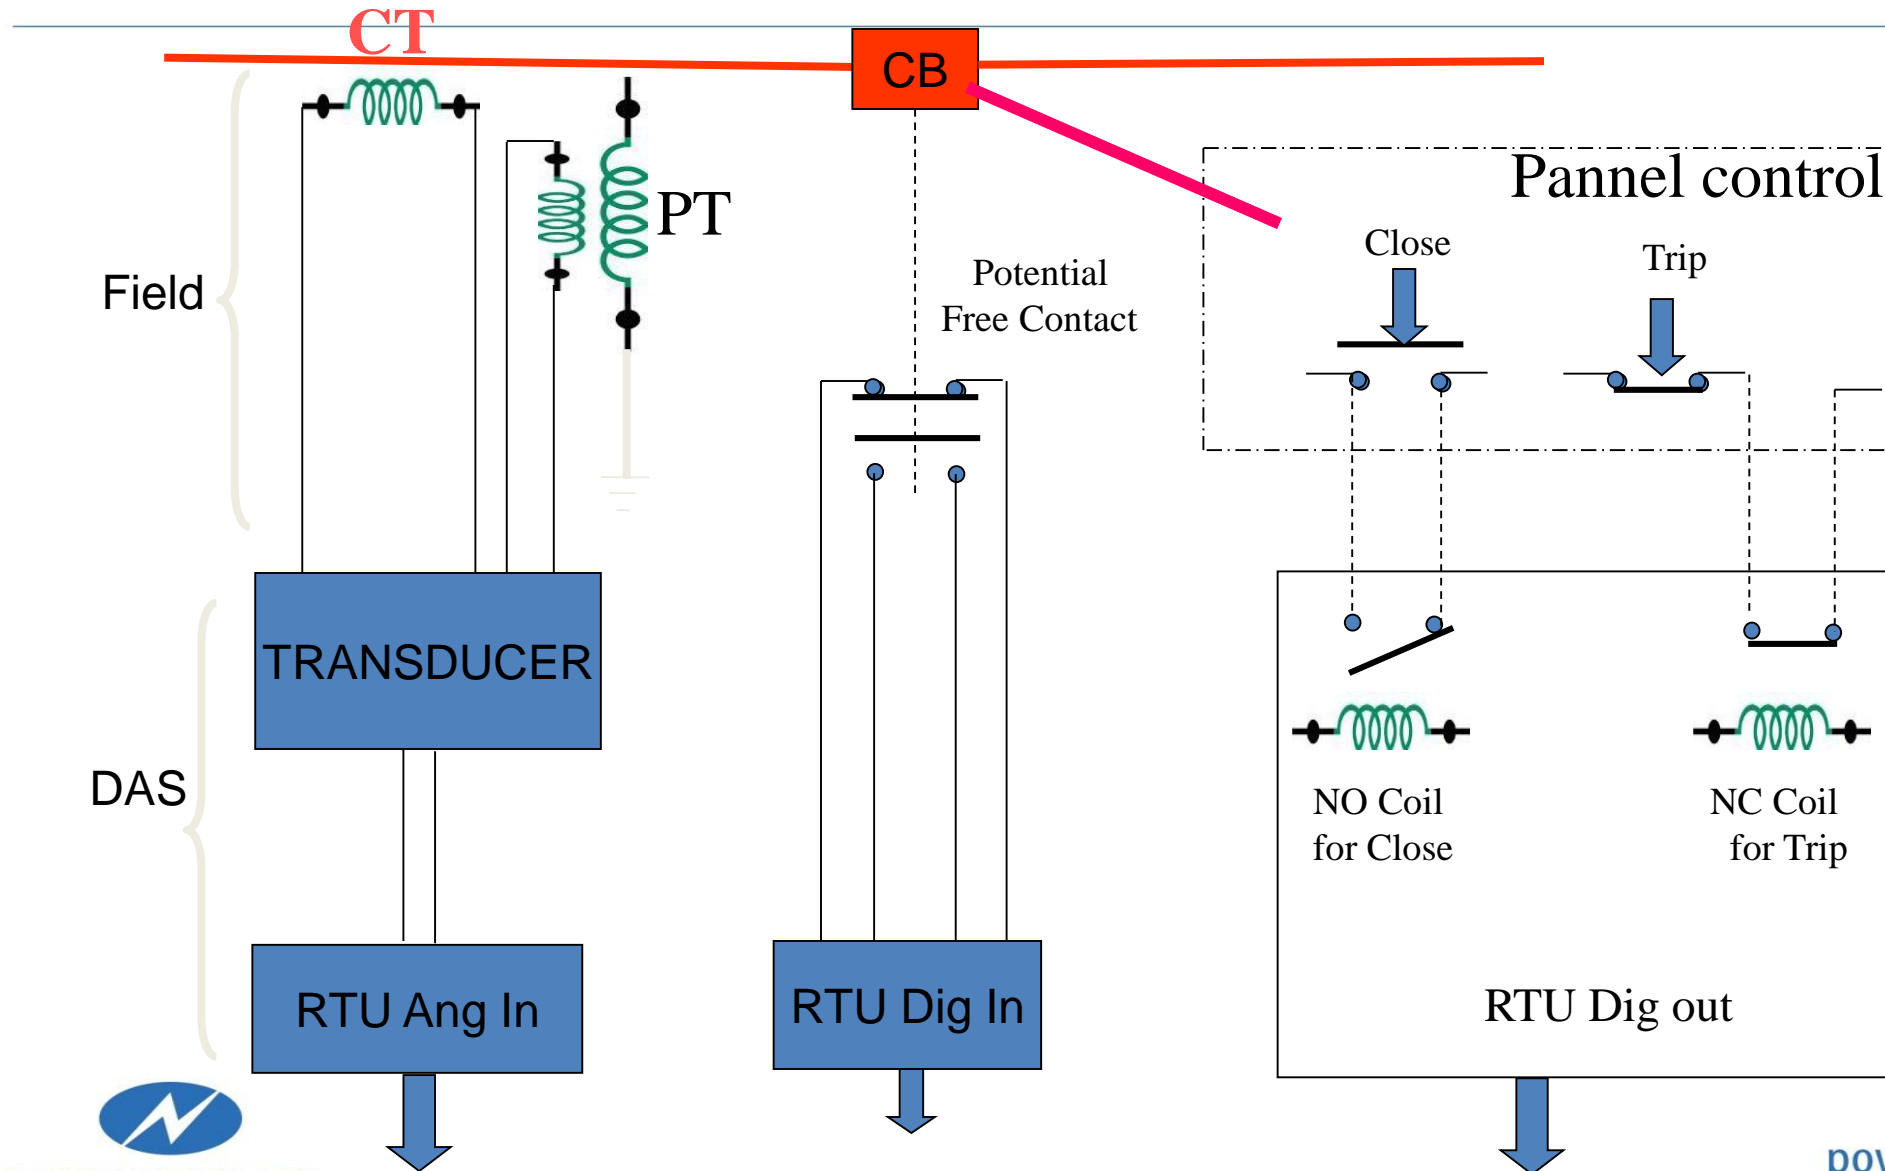 CT
CB
Pannel control
PT
Close
Trip
Field
Potential
Free Contact
TRANSDUCER
DAS
NO Coil
for Close
NC Coil
for Trip
RTU Ang In
RTU Dig In
RTU Dig out